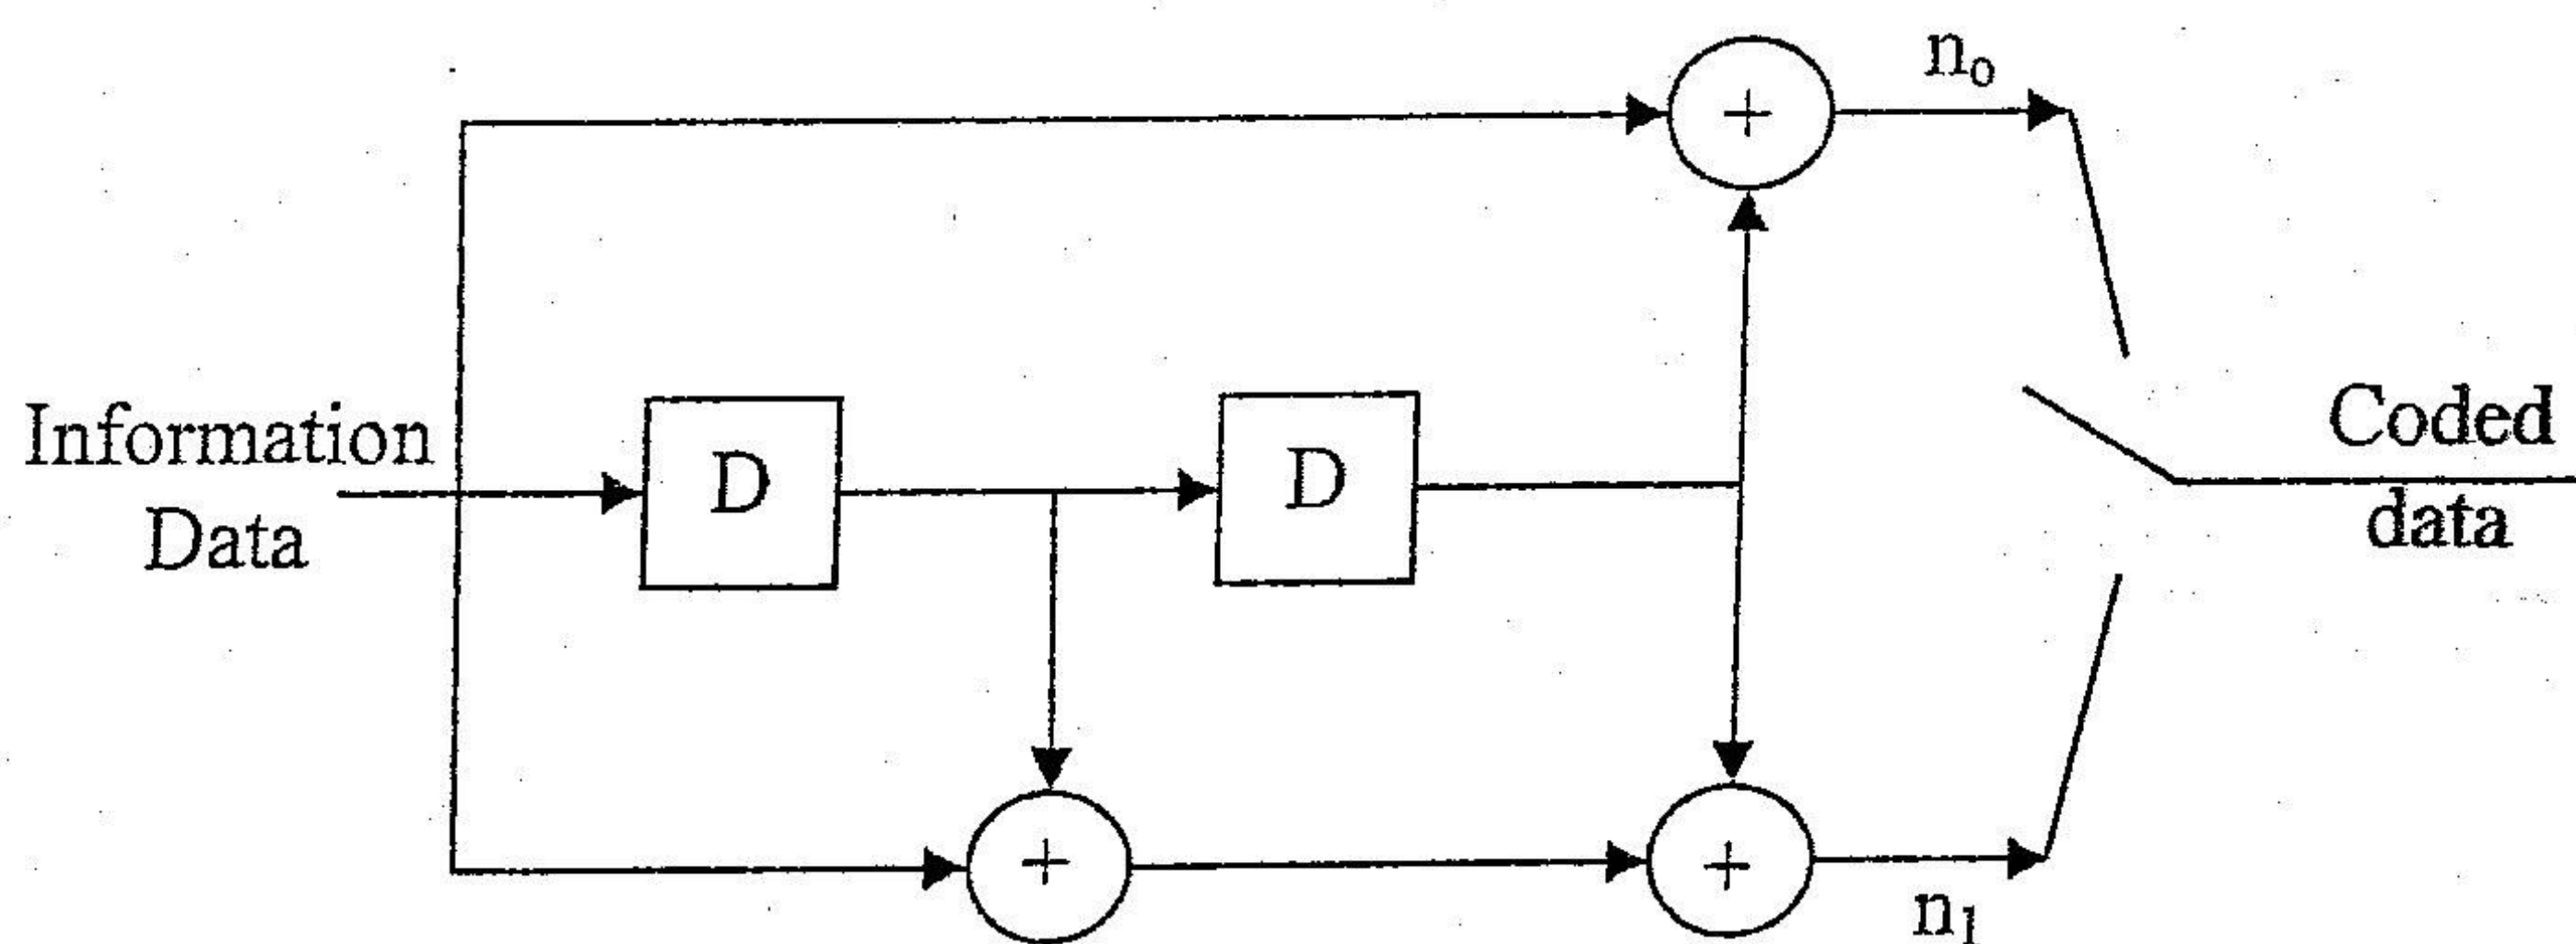 n₀
Information
Data
D
D
Coded
data
+
+
+
n₁